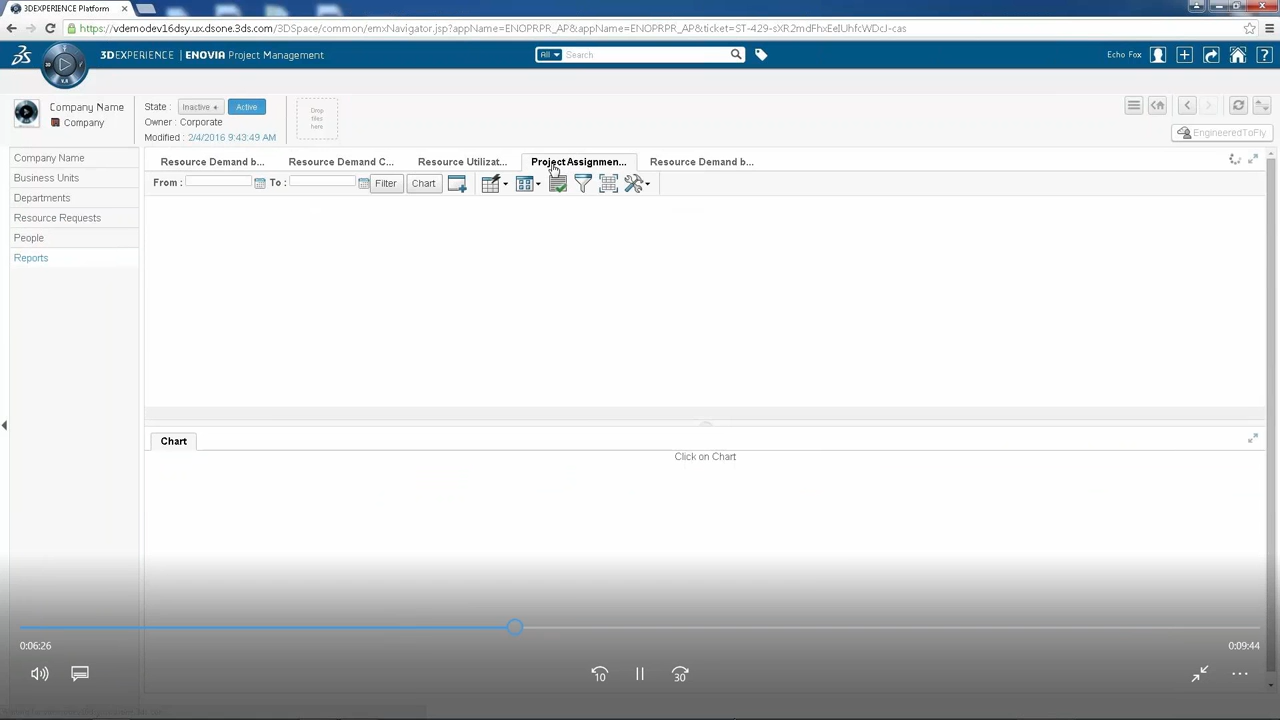 3DEXPERIENCE Platform
https://vdemodev16dsy.ux.dsone.3ds.com/3DSpace/common/emxNavigator.jsp?appName=ENOPRPR_AP&appName=ENOPRPR_AP&ticket=ST-429-sXR2mdFhxEeIUhfcWDcJ-cas
3DEXPERIENCE | ENOVIA Project Management
All
Search
Echo Fox
Company Name
Company
State : Inactive Active
Owner : Corporate
Modified : 2/4/2016 9:43:49 AM
Drop
files
here
EngineeredToFly
Company Name
Business Units
Departments
Resource Requests
People
Reports
Resource Demand b...
Resource Demand C...
Resource Utilizat...
Project Assignmen...
Resource Demand b...
From :
To :
Filter
Chart
Chart
Click on Chart
0:06:26
0:09:44
10
30